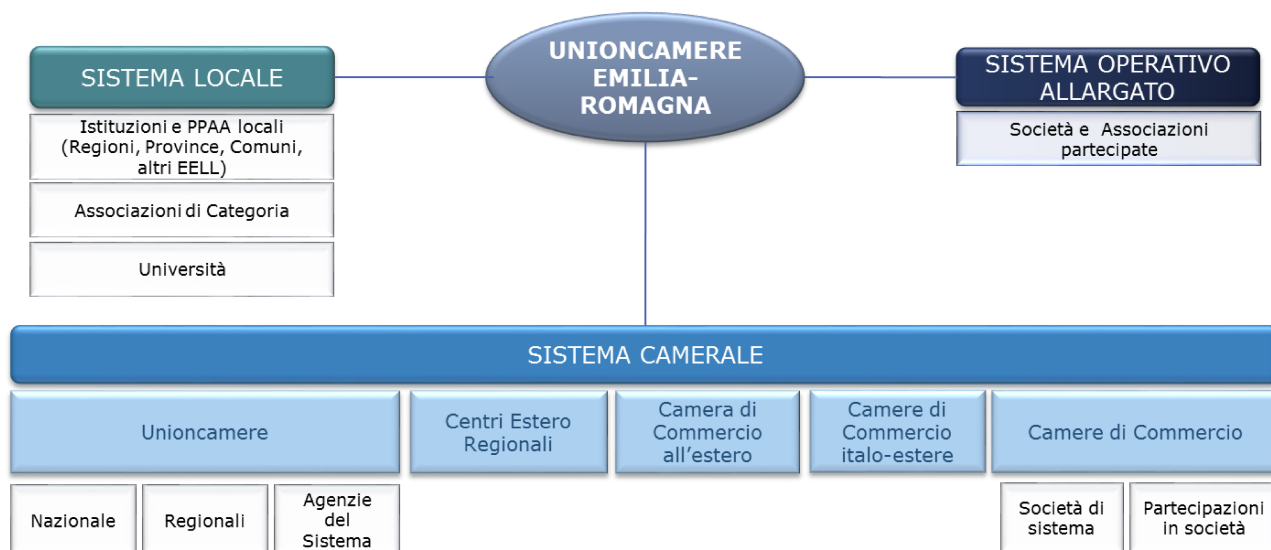 UNIONCAMERE
EMILIA-
ROMAGNA
SISTEMA LOCALE
Istituzioni e PPAA locali
(Regioni, Province, Comuni,
altri EELL)
Associazioni di Categoria
Università
SISTEMA OPERATIVO
ALLARGATO
Società e Associazioni
partecipate
SISTEMA CAMERALE
Unioncamere
Centri Estero
Regionali
Camera di
Commercio
all'estero
Camere di
Commercio
italo-estere
Camere di Commercio
Nazionale
Regionali
Agenzie
del
Sistema
Società di
sistema
Partecipazioni
in società